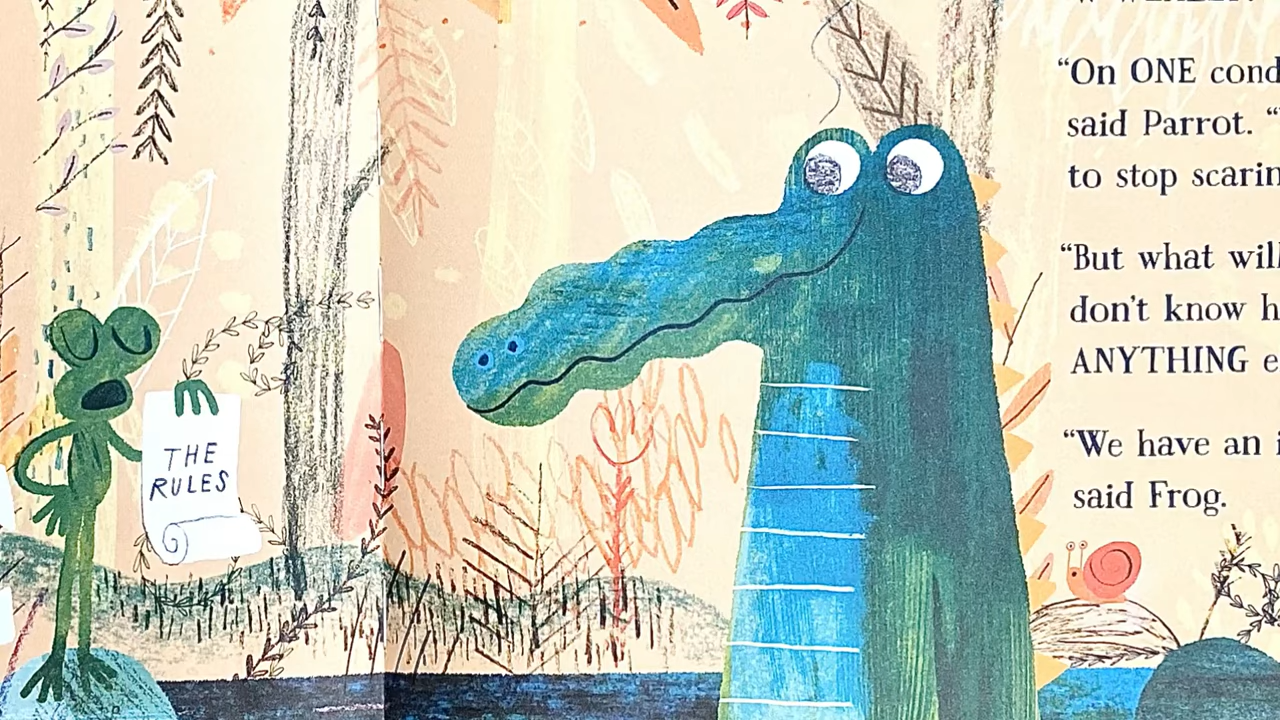 THE
RULES
“On ONE cond
said Parrot. “
to stop scarin
“But what will
don’t know h
ANYTHING e
“We have an i
said Frog.